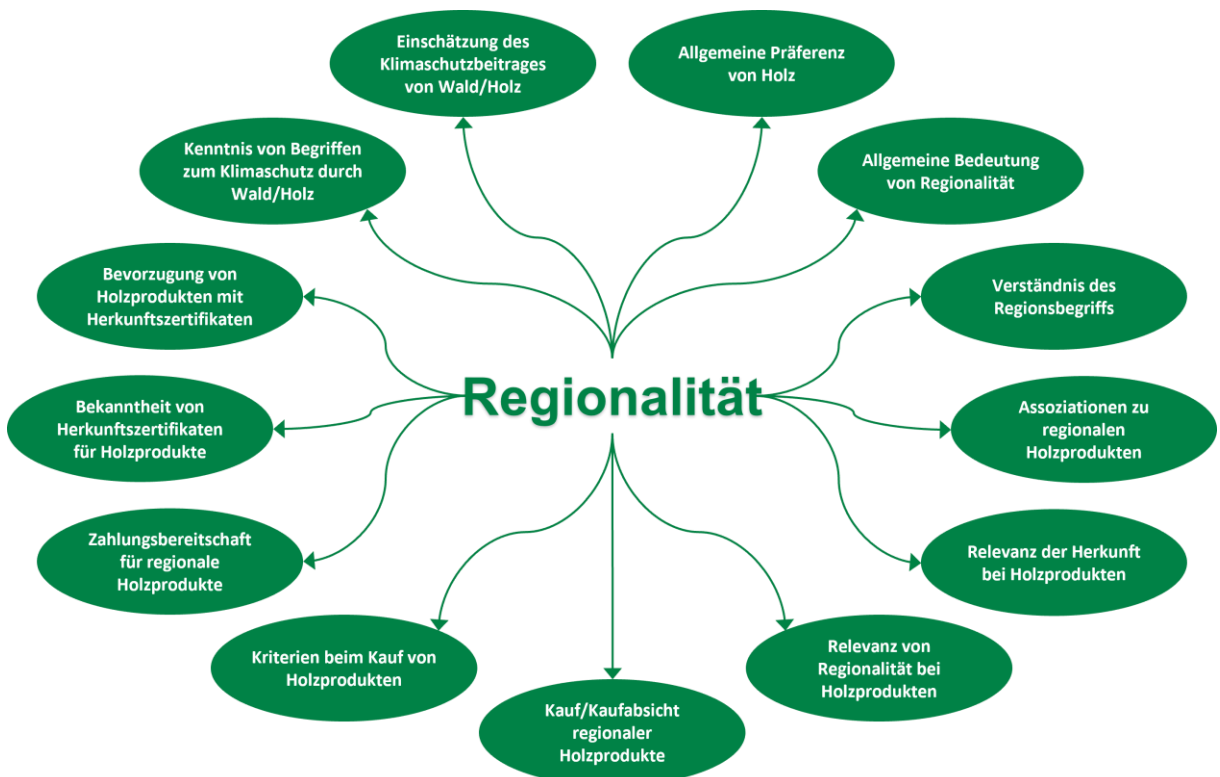 Einschätzung des
Klimaschutzbeitrages
von Wald/Holz
Allgemeine Präferenz
von Holz
Kenntnis von Begriffen
zum Klimaschutz durch
Wald/Holz
Allgemeine Bedeutung
von Regionalität
Bevorzugung von
Holzprodukten mit
Herkunftszertifikaten
Verständnis des
Regionsbegriffs
Regionalität
Bekanntheit von
Herkunftszertifikaten
für Holzprodukte
Assoziationen zu
regionalen
Holzprodukten
Zahlungsbereitschaft
für regionale
Holzprodukte
Relevanz der Herkunft
bei Holzprodukten
Kriterien beim Kauf von
Holzprodukten
Relevanz von
Regionalität bei
Holzprodukten
Kauf/Kaufabsicht
regionaler
Holzprodukte